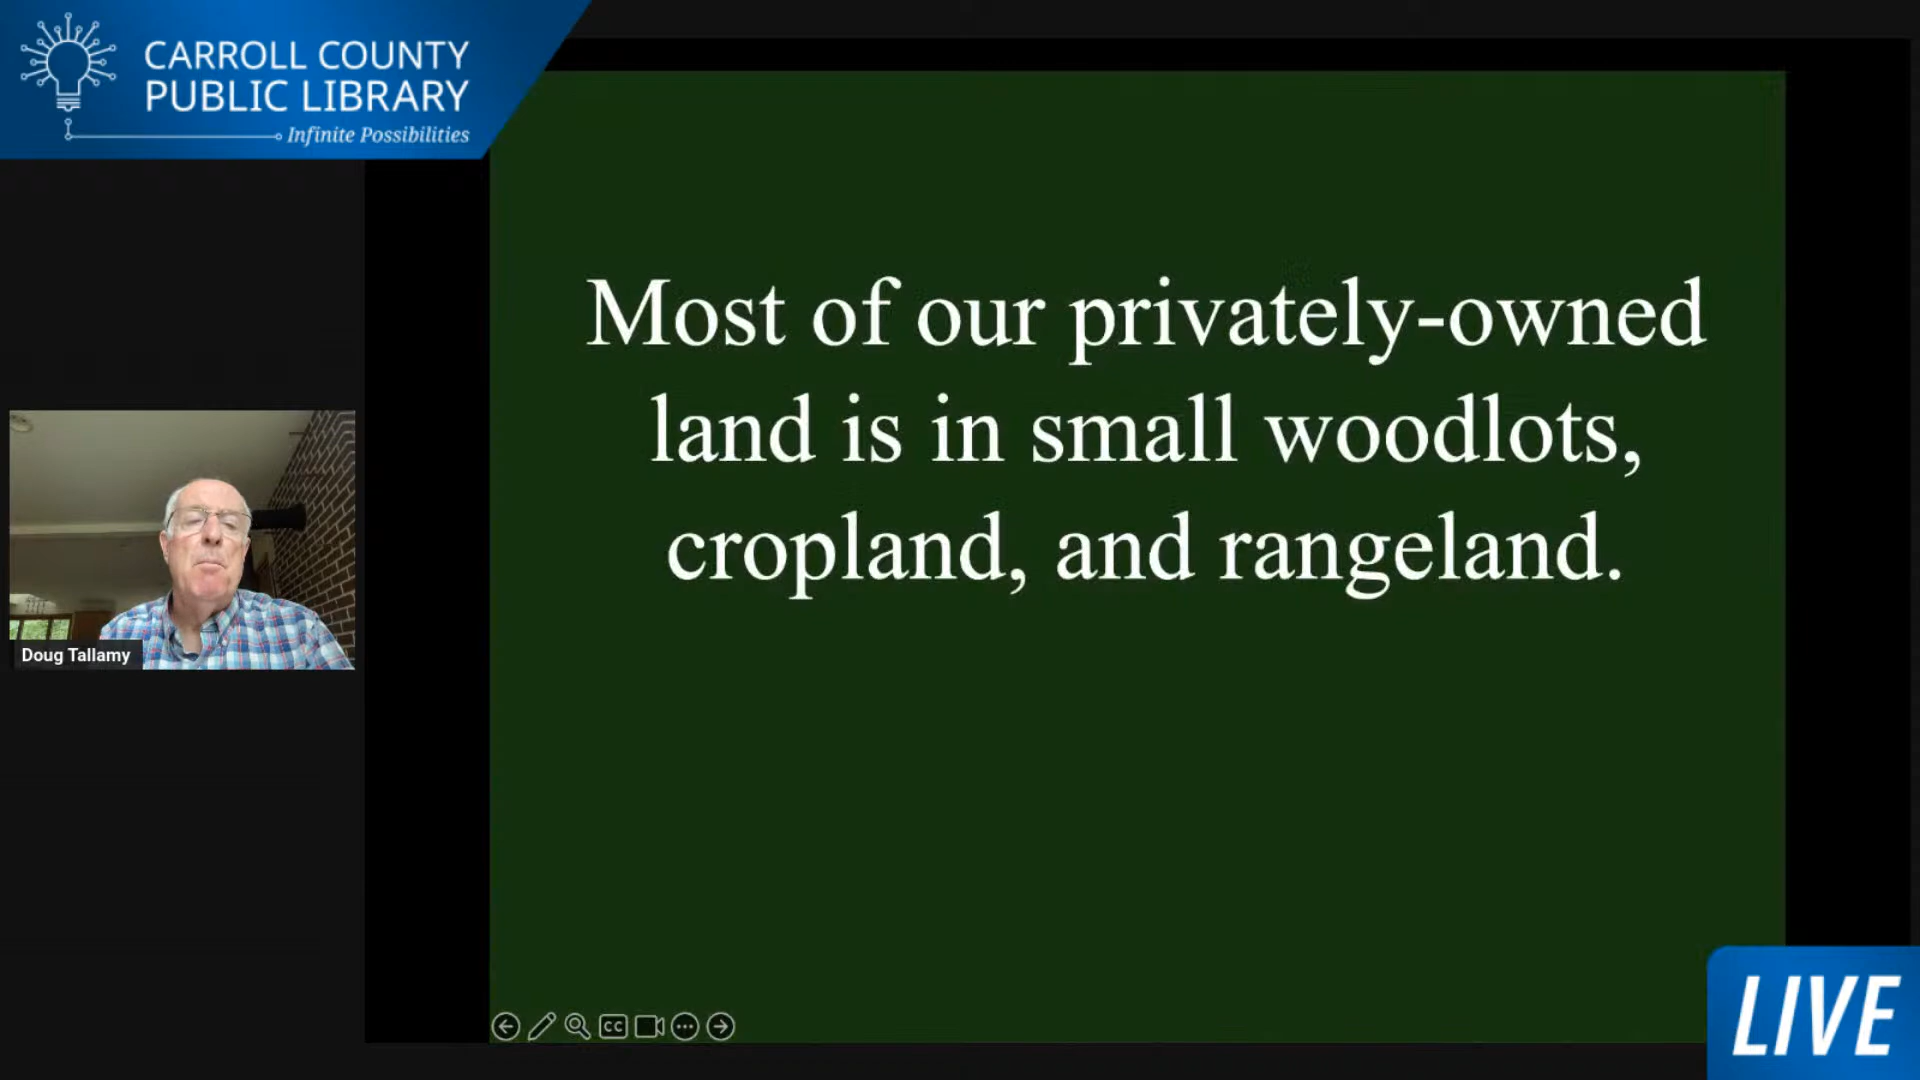 CARROLL COUNTY
PUBLIC LIBRARY
Infinite Possibilities
Most of our privately-owned
land is in small woodlots,
cropland, and rangeland.
Doug Tallamy
CC
LIVE